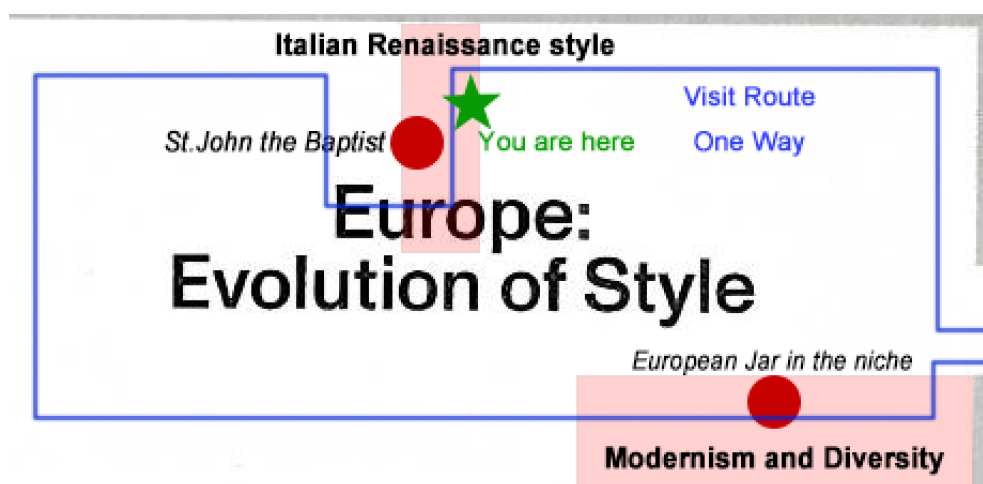 Italian Renaissance style
Visit Route
St.John the Baptist
You are here
One Way
Europe:
Evolution of Style
European Jar in the niche
Modernism and Diversity